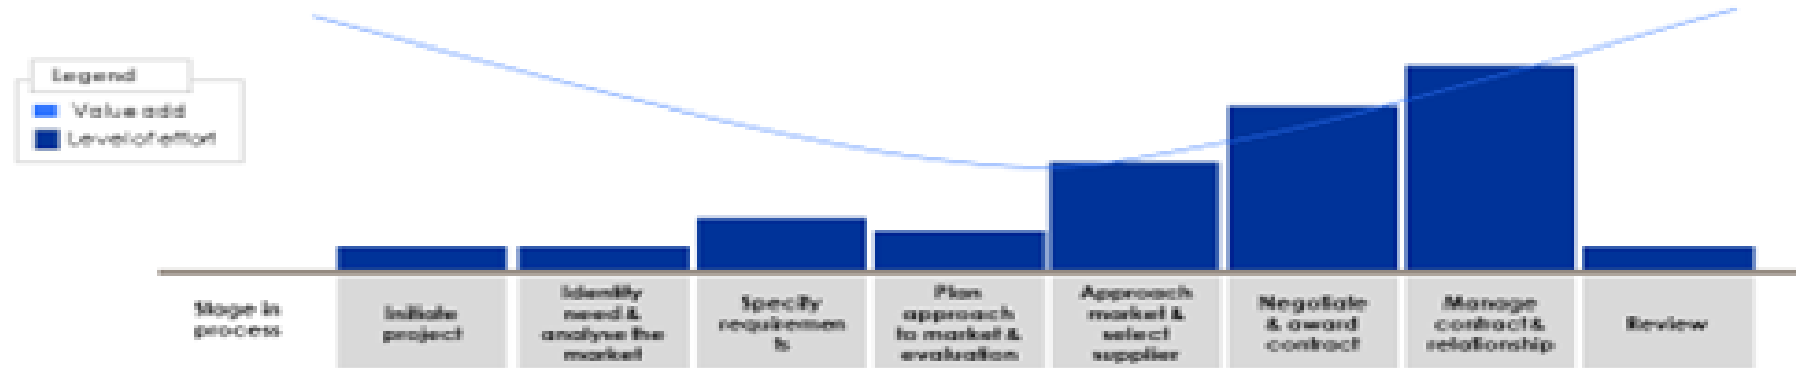 Legend
Value add
Level of effort
Stage in
process
Initiate
project
Identify
need &
analyse the
market
Specify
requiremen
ts
Plan
approach
to market &
evaluation
Approach
market &
select
supplier
Negotiate
& award
contract
Manage
contract &
relationship
Review